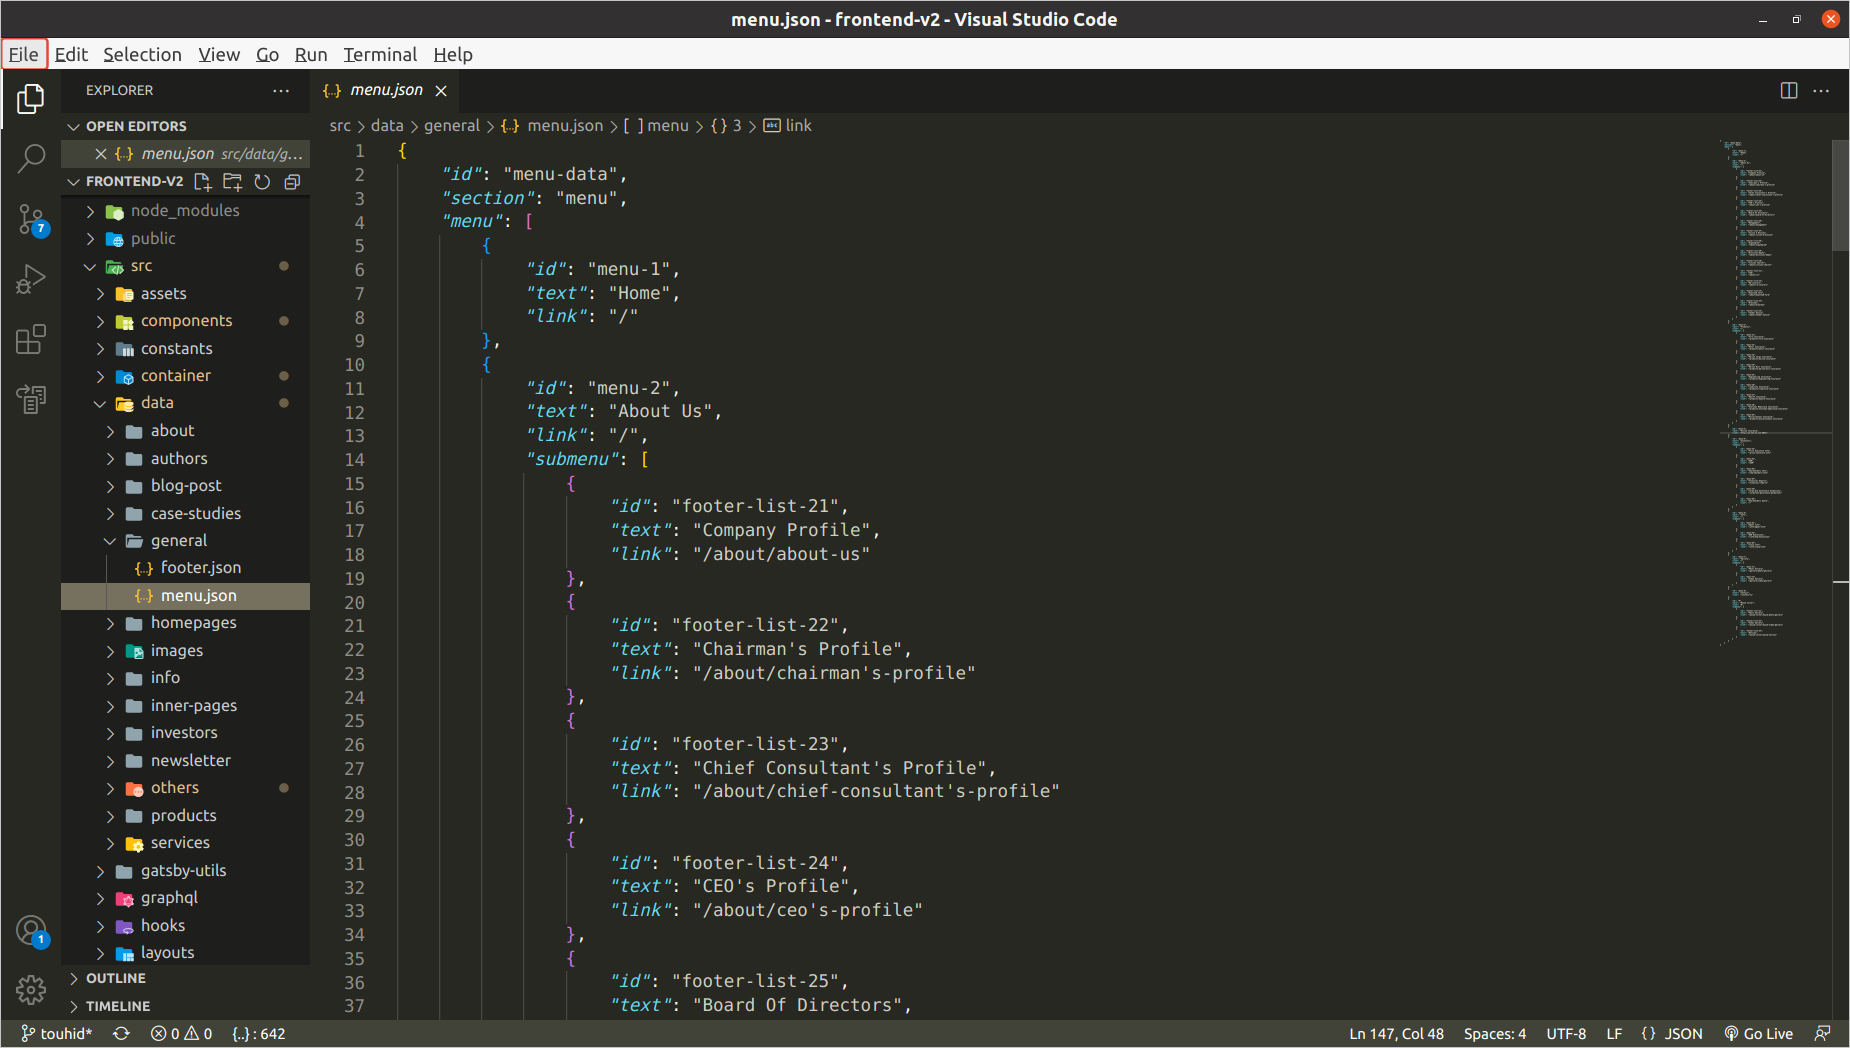 menu.json - frontend-v2 - Visual Studio Code
File Edit Selection View Go Run Terminal Help
EXPLORER
OPEN EDITORS
menu.json src/data/g...
FRONTEND-V2
node_modules
public
src
assets
components
constants
container
data
about
authors
blog-post
case-studies
general
footer.json
menu.json
homepages
images
info
inner-pages
investors
newsletter
others
products
services
gatsby-utils
graphql
hooks
layouts
OUTLINE
TIMELINE
7
1
{..} menu.json
src > data > general > {..} menu.json > [ ] menu > {} 3 > abc link
1 {
2 "id": "menu-data",
3 "section": "menu",
4 "menu": [
5 {
6 "id": "menu-1",
7 "text": "Home",
8 "link": "/"
9 },
10 {
11 "id": "menu-2",
12 "text": "About Us",
13 "link": "/",
14 "submenu": [
15 {
16 "id": "footer-list-21",
17 "text": "Company Profile",
18 "link": "/about/about-us"
19 },
20 {
21 "id": "footer-list-22",
22 "text": "Chairman's Profile",
23 "link": "/about/chairman's-profile"
24 },
25 {
26 "id": "footer-list-23",
27 "text": "Chief Consultant's Profile",
28 "link": "/about/chief-consultant's-profile"
29 },
30 {
31 "id": "footer-list-24",
32 "text": "CEO's Profile",
33 "link": "/about/ceo's-profile"
34 },
35 {
36 "id": "footer-list-25",
37 "text": "Board Of Directors",
touhid* 0 0 {..} : 642 Ln 147, Col 48 Spaces: 4 UTF-8 LF {} JSON Go Live